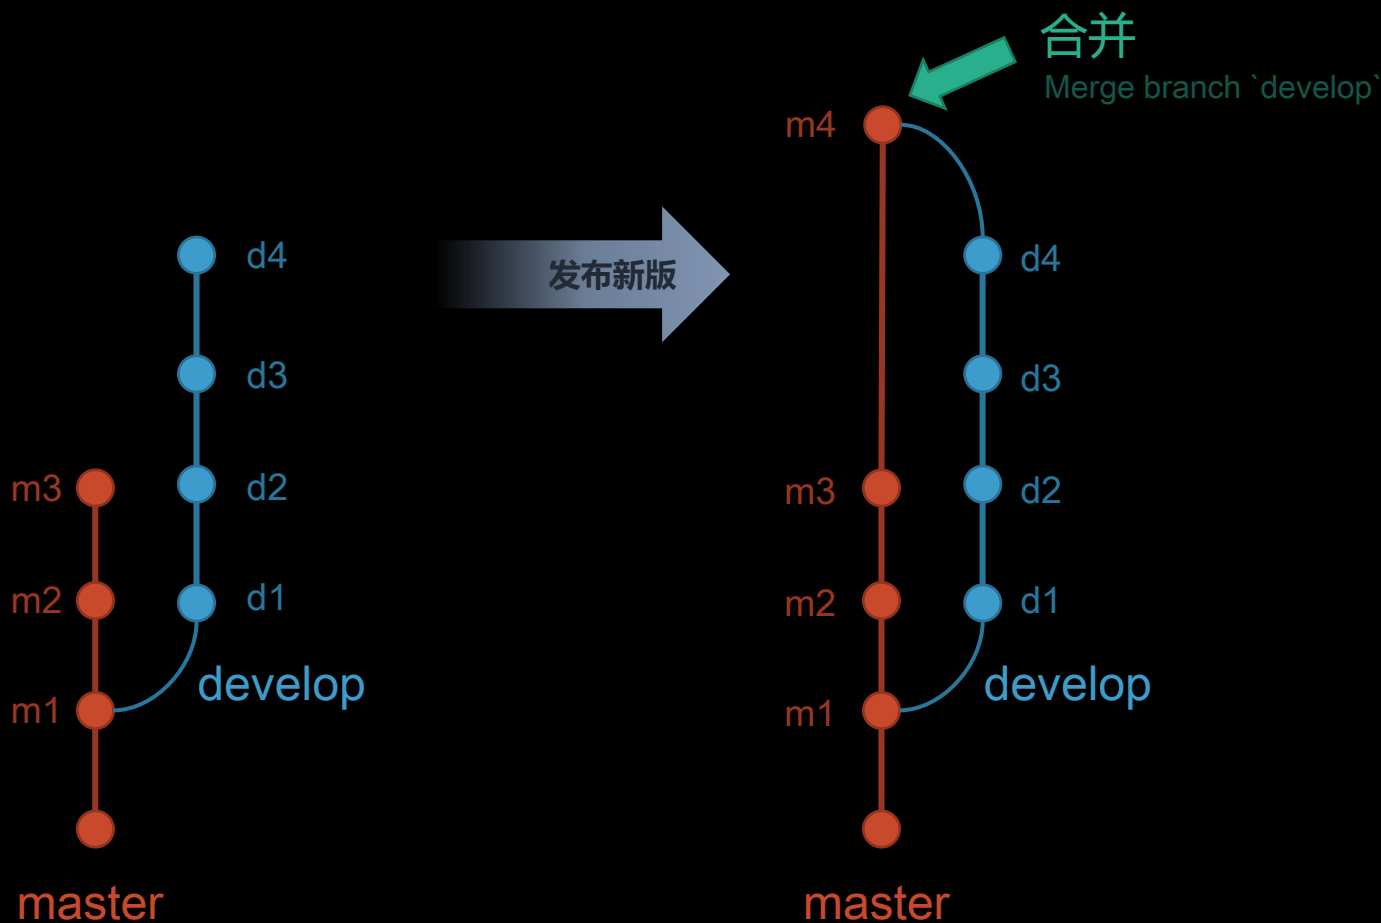 合并
Merge branch `develop`
m4
d4
d4
发布新版
d3
d3
m3
d2
m3
d2
m2
d1
m2
d1
develop
develop
m1
m1
master
master